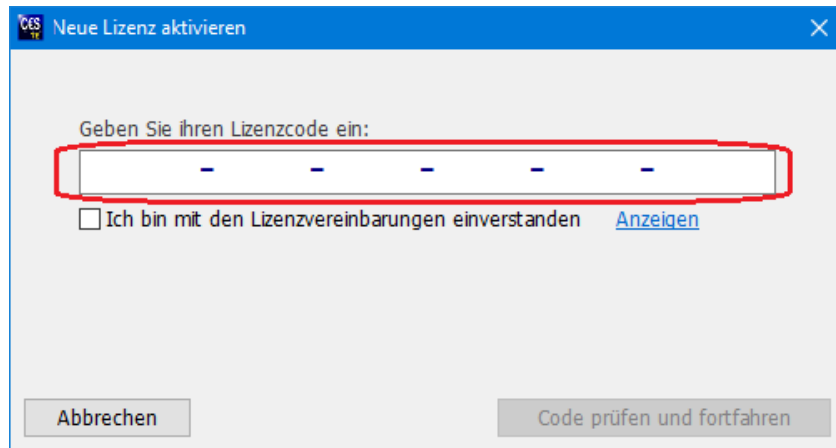 CES
TE
Neue Lizenz aktivieren
Geben Sie ihren Lizenzcode ein:
– – – – –
Ich bin mit den Lizenzvereinbarungen einverstanden Anzeigen
Abbrechen Code prüfen und fortfahren